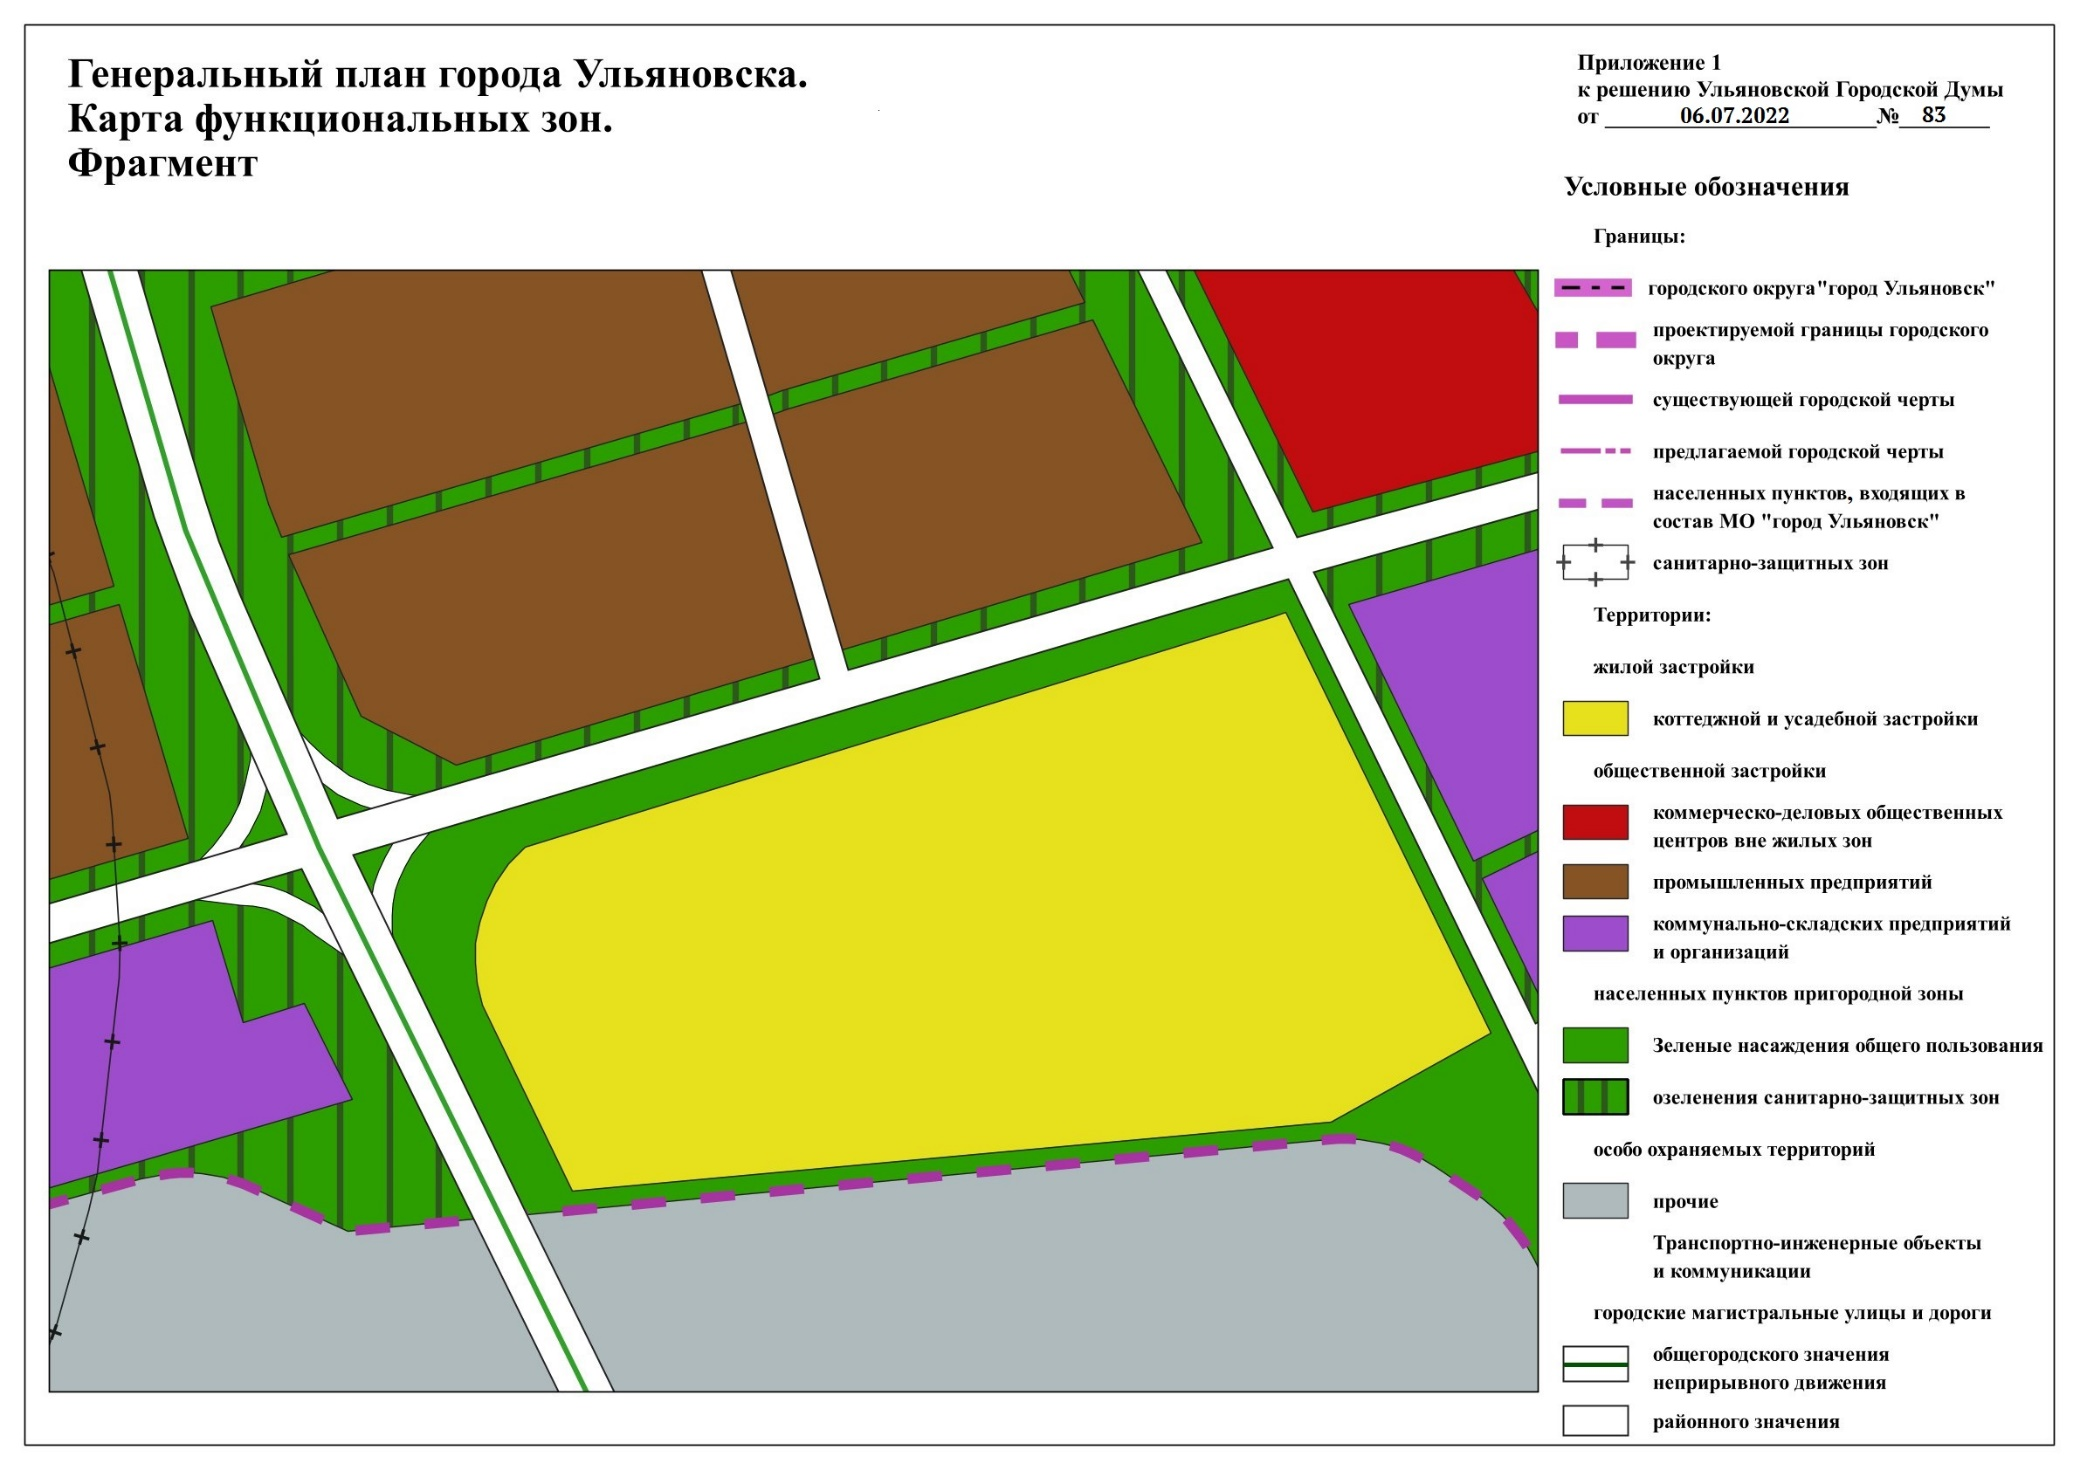 Генеральный план города Ульяновска.
Карта функциональных зон.
Фрагмент
Приложение 1
к решению Ульяновской Городской Думы
от 06.07.2022 № 83
Условные обозначения
Границы:
городского округа"город Ульяновск"
проектируемой границы городского
округа
существующей городской черты
предлагаемой городской черты
населенных пунктов, входящих в
состав МО "город Ульяновск"
санитарно-защитных зон
Территории:
жилой застройки
коттеджной и усадебной застройки
общественной застройки
коммерческо-деловых общественных
центров вне жилых зон
промышленных предприятий
коммунально-складских предприятий
и организаций
населенных пунктов пригородной зоны
Зеленые насаждения общего пользования
озеленения санитарно-защитных зон
особо охраняемых территорий
прочие
Транспортно-инженерные объекты
и коммуникации
городские магистральные улицы и дороги
общегородского значения
неприрывного движения
районного значения